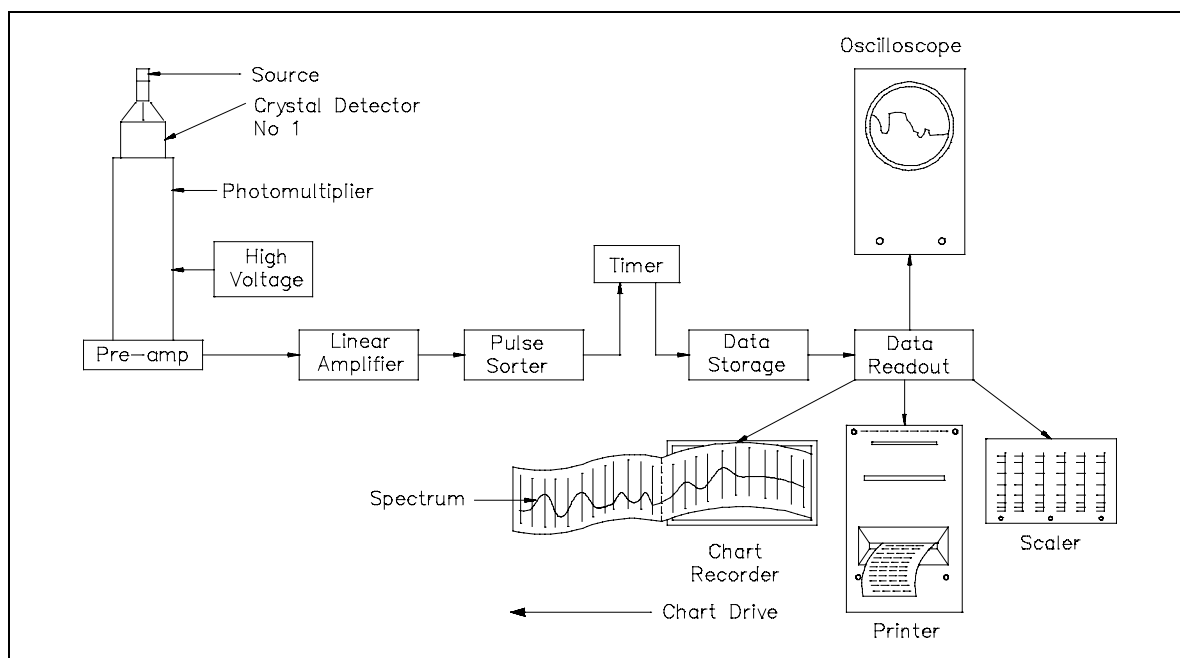 Oscilloscope
Source
Crystal Detector
No 1
Photomultiplier
High
Voltage
Timer
Pre-amp
Linear
Amplifier
Pulse
Sorter
Data
Storage
Data
Readout
Spectrum
Chart
Recorder
Scaler
Chart Drive
Printer